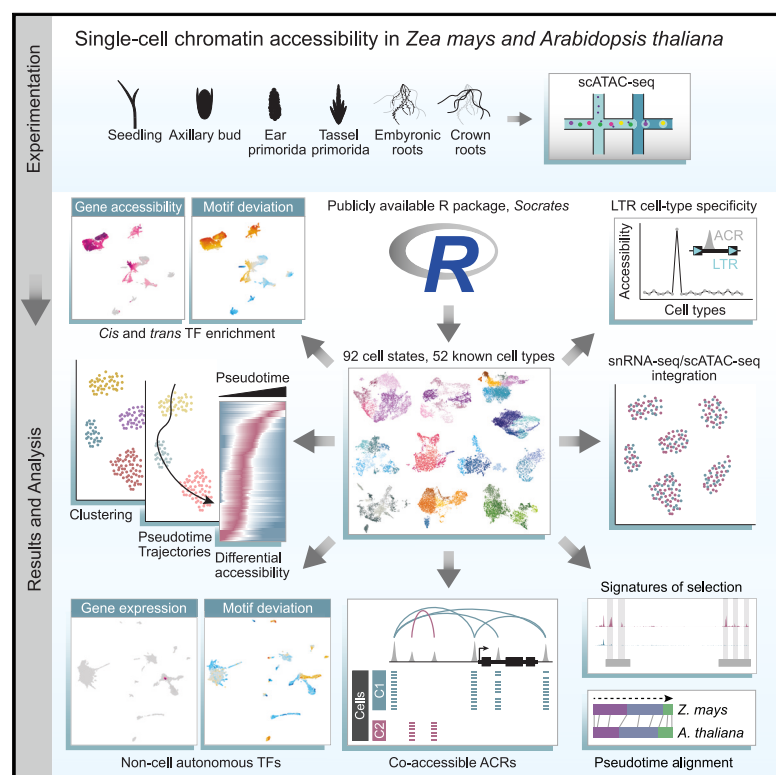 Experimentation
Single-cell chromatin accessibility in Zea mays and Arabidopsis thaliana
Seedling
Axillary bud
Ear
primorida
Tassel
primorida
Embyronic
roots
Crown
roots
scATAC-seq
Results and Analysis
Gene accessibility
Motif deviation
Cis and trans TF enrichment
Publicly available R package, Socrates
R
LTR cell-type specificity
Accessibility
ACR
LTR
Cell types
92 cell states, 52 known cell types
snRNA-seq/scATAC-seq
integration
Pseudotime
Clustering
Pseudotime
Trajectories
Differential
accessibility
Gene expression
Motif deviation
Non-cell autonomous TFs
Cells
C1
C2
Co-accessible ACRs
Signatures of selection
Z. mays
A. thaliana
Pseudotime alignment